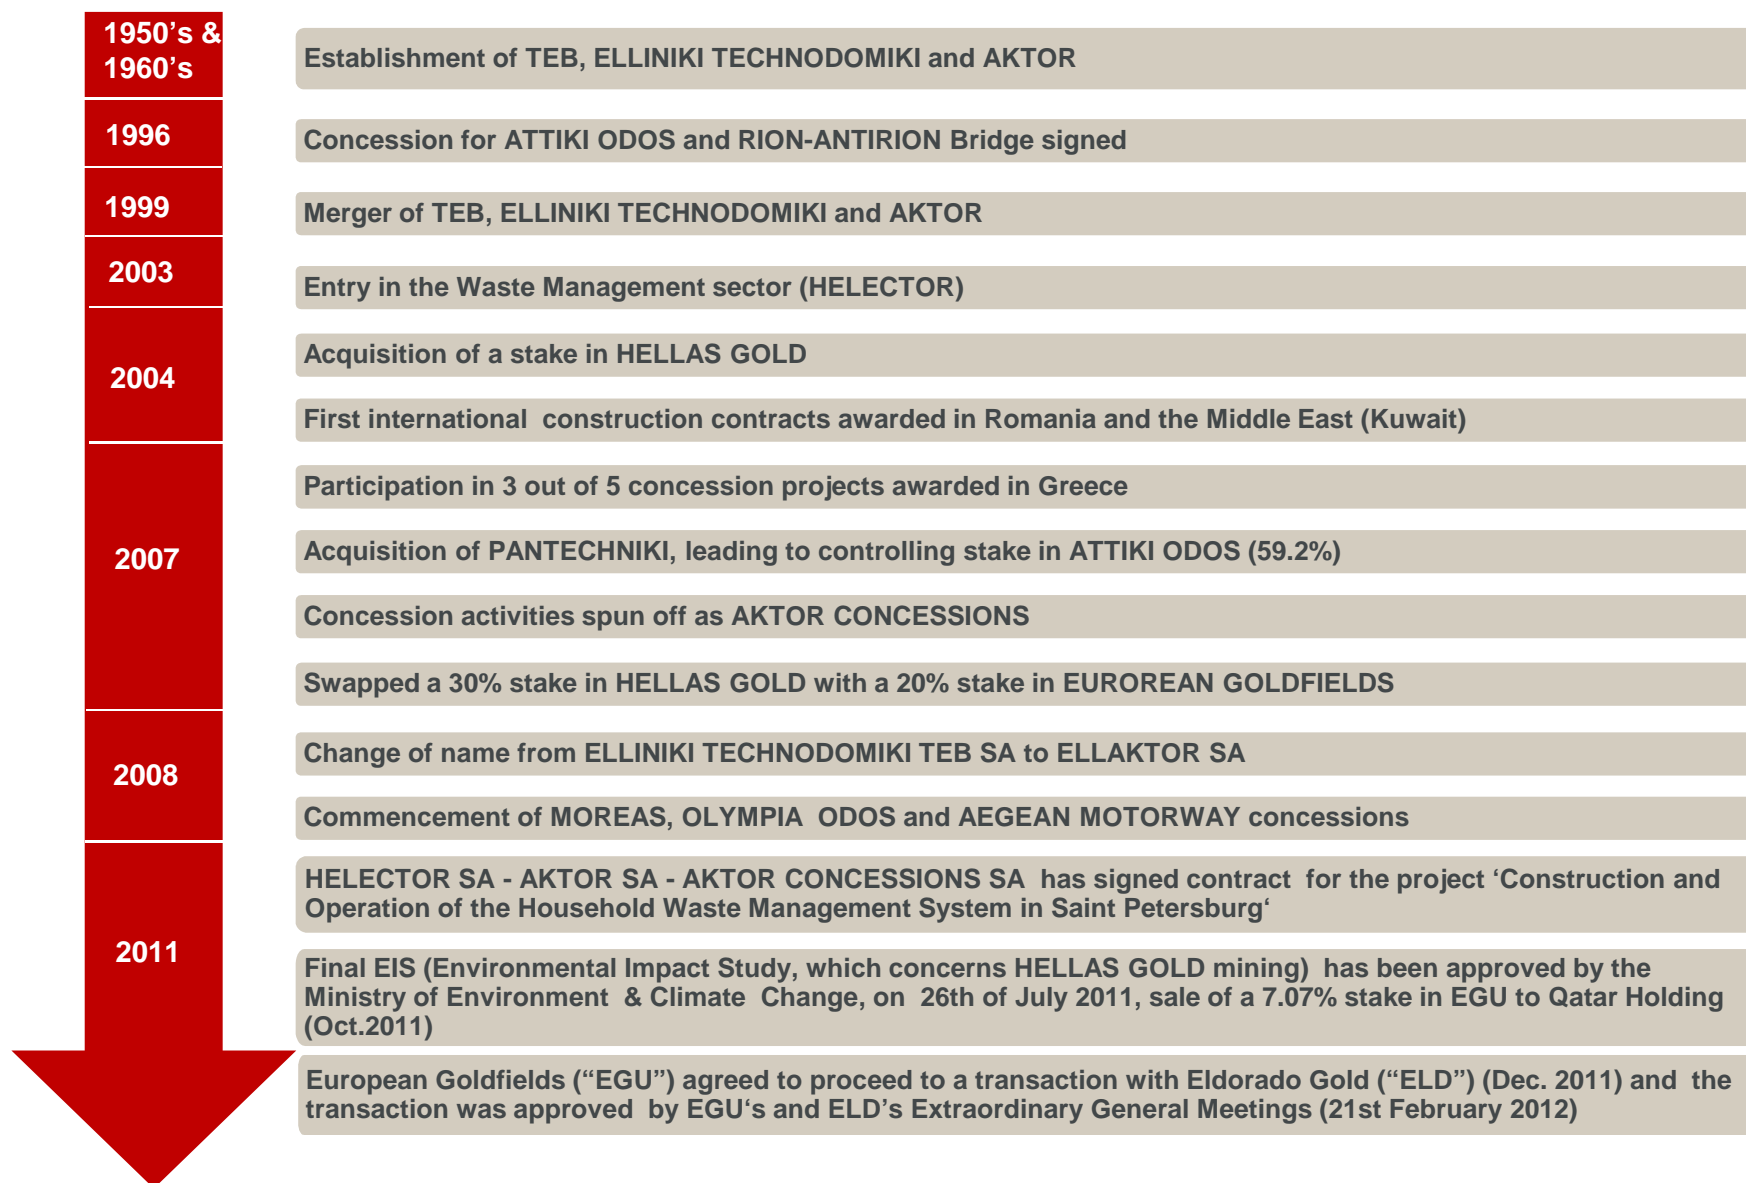 1950’s &
1960’s
Establishment of TEB, ELLINIKI TECHNODOMIKI and AKTOR
1996
Concession for ATTIKI ODOS and RION-ANTIRION Bridge signed
1999
Merger of TEB, ELLINIKI TECHNODOMIKI and AKTOR
2003
Entry in the Waste Management sector (HELECTOR)
2004
Acquisition of a stake in HELLAS GOLD
First international construction contracts awarded in Romania and the Middle East (Kuwait)
2007
Participation in 3 out of 5 concession projects awarded in Greece
Acquisition of PANTECHNIKI, leading to controlling stake in ATTIKI ODOS (59.2%)
Concession activities spun off as AKTOR CONCESSIONS
Swapped a 30% stake in HELLAS GOLD with a 20% stake in EUROREAN GOLDFIELDS
2008
Change of name from ELLINIKI TECHNODOMIKI TEB SA to ELLAKTOR SA
Commencement of MOREAS, OLYMPIA ODOS and AEGEAN MOTORWAY concessions
2011
HELECTOR SA - AKTOR SA - AKTOR CONCESSIONS SA has signed contract for the project ‘Construction and
Operation of the Household Waste Management System in Saint Petersburg‘
Final EIS (Environmental Impact Study, which concerns HELLAS GOLD mining) has been approved by the
Ministry of Environment & Climate Change, on 26th of July 2011, sale of a 7.07% stake in EGU to Qatar Holding
(Oct.2011)
European Goldfields (“EGU”) agreed to proceed to a transaction with Eldorado Gold (“ELD”) (Dec. 2011) and the
transaction was approved by EGU‘s and ELD’s Extraordinary General Meetings (21st February 2012)